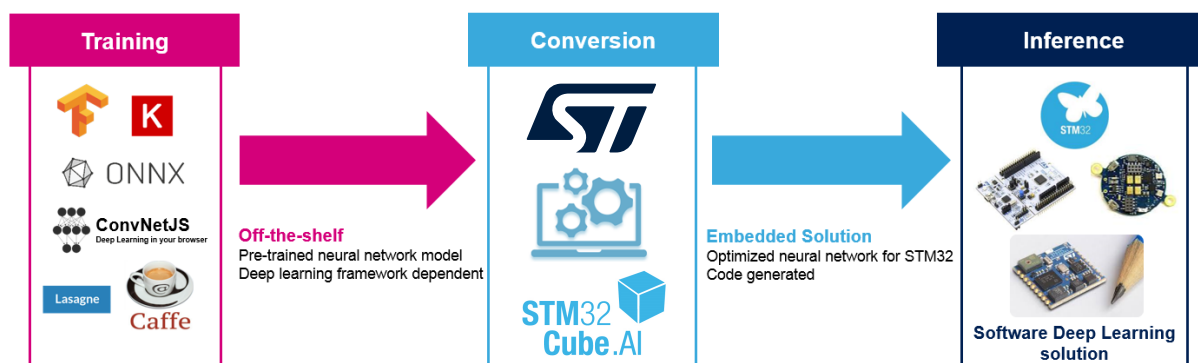 Training
K
ONNX
ConvNetJS
Deep Learning in your browser
Lasagne
Caffe
Off-the-shelf
Pre-trained neural network model
Deep learning framework dependent
Conversion
ST
STM32
Cube.AI
Embedded Solution
Optimized neural network for STM32
Code generated
Inference
STM32
Software Deep Learning
solution